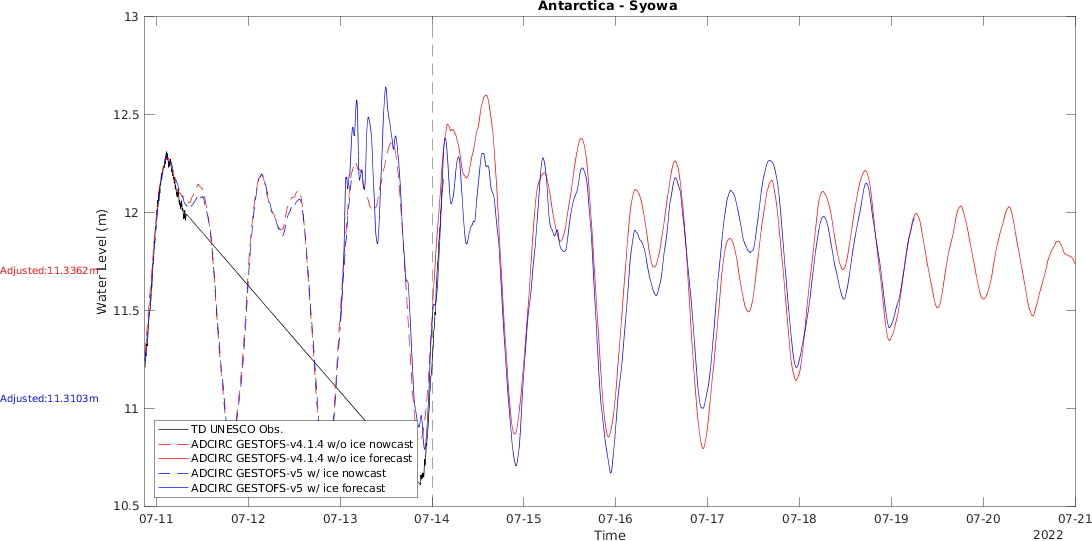 Antarctica - Syowa
13
12.5
12
11.5
11
10.5
Water Level (m)
Adjusted:11.3362m
Adjusted:11.3103m
TD UNESCO Obs.
ADCIRC GESTOFS-v4.1.4 w/o ice nowcast
ADCIRC GESTOFS-v4.1.4 w/o ice forecast
ADCIRC GESTOFS-v5 w/ ice nowcast
ADCIRC GESTOFS-v5 w/ ice forecast
07-11 07-12 07-13 07-14 07-15 07-16 07-17 07-18 07-19 07-20 07-21
Time
2022